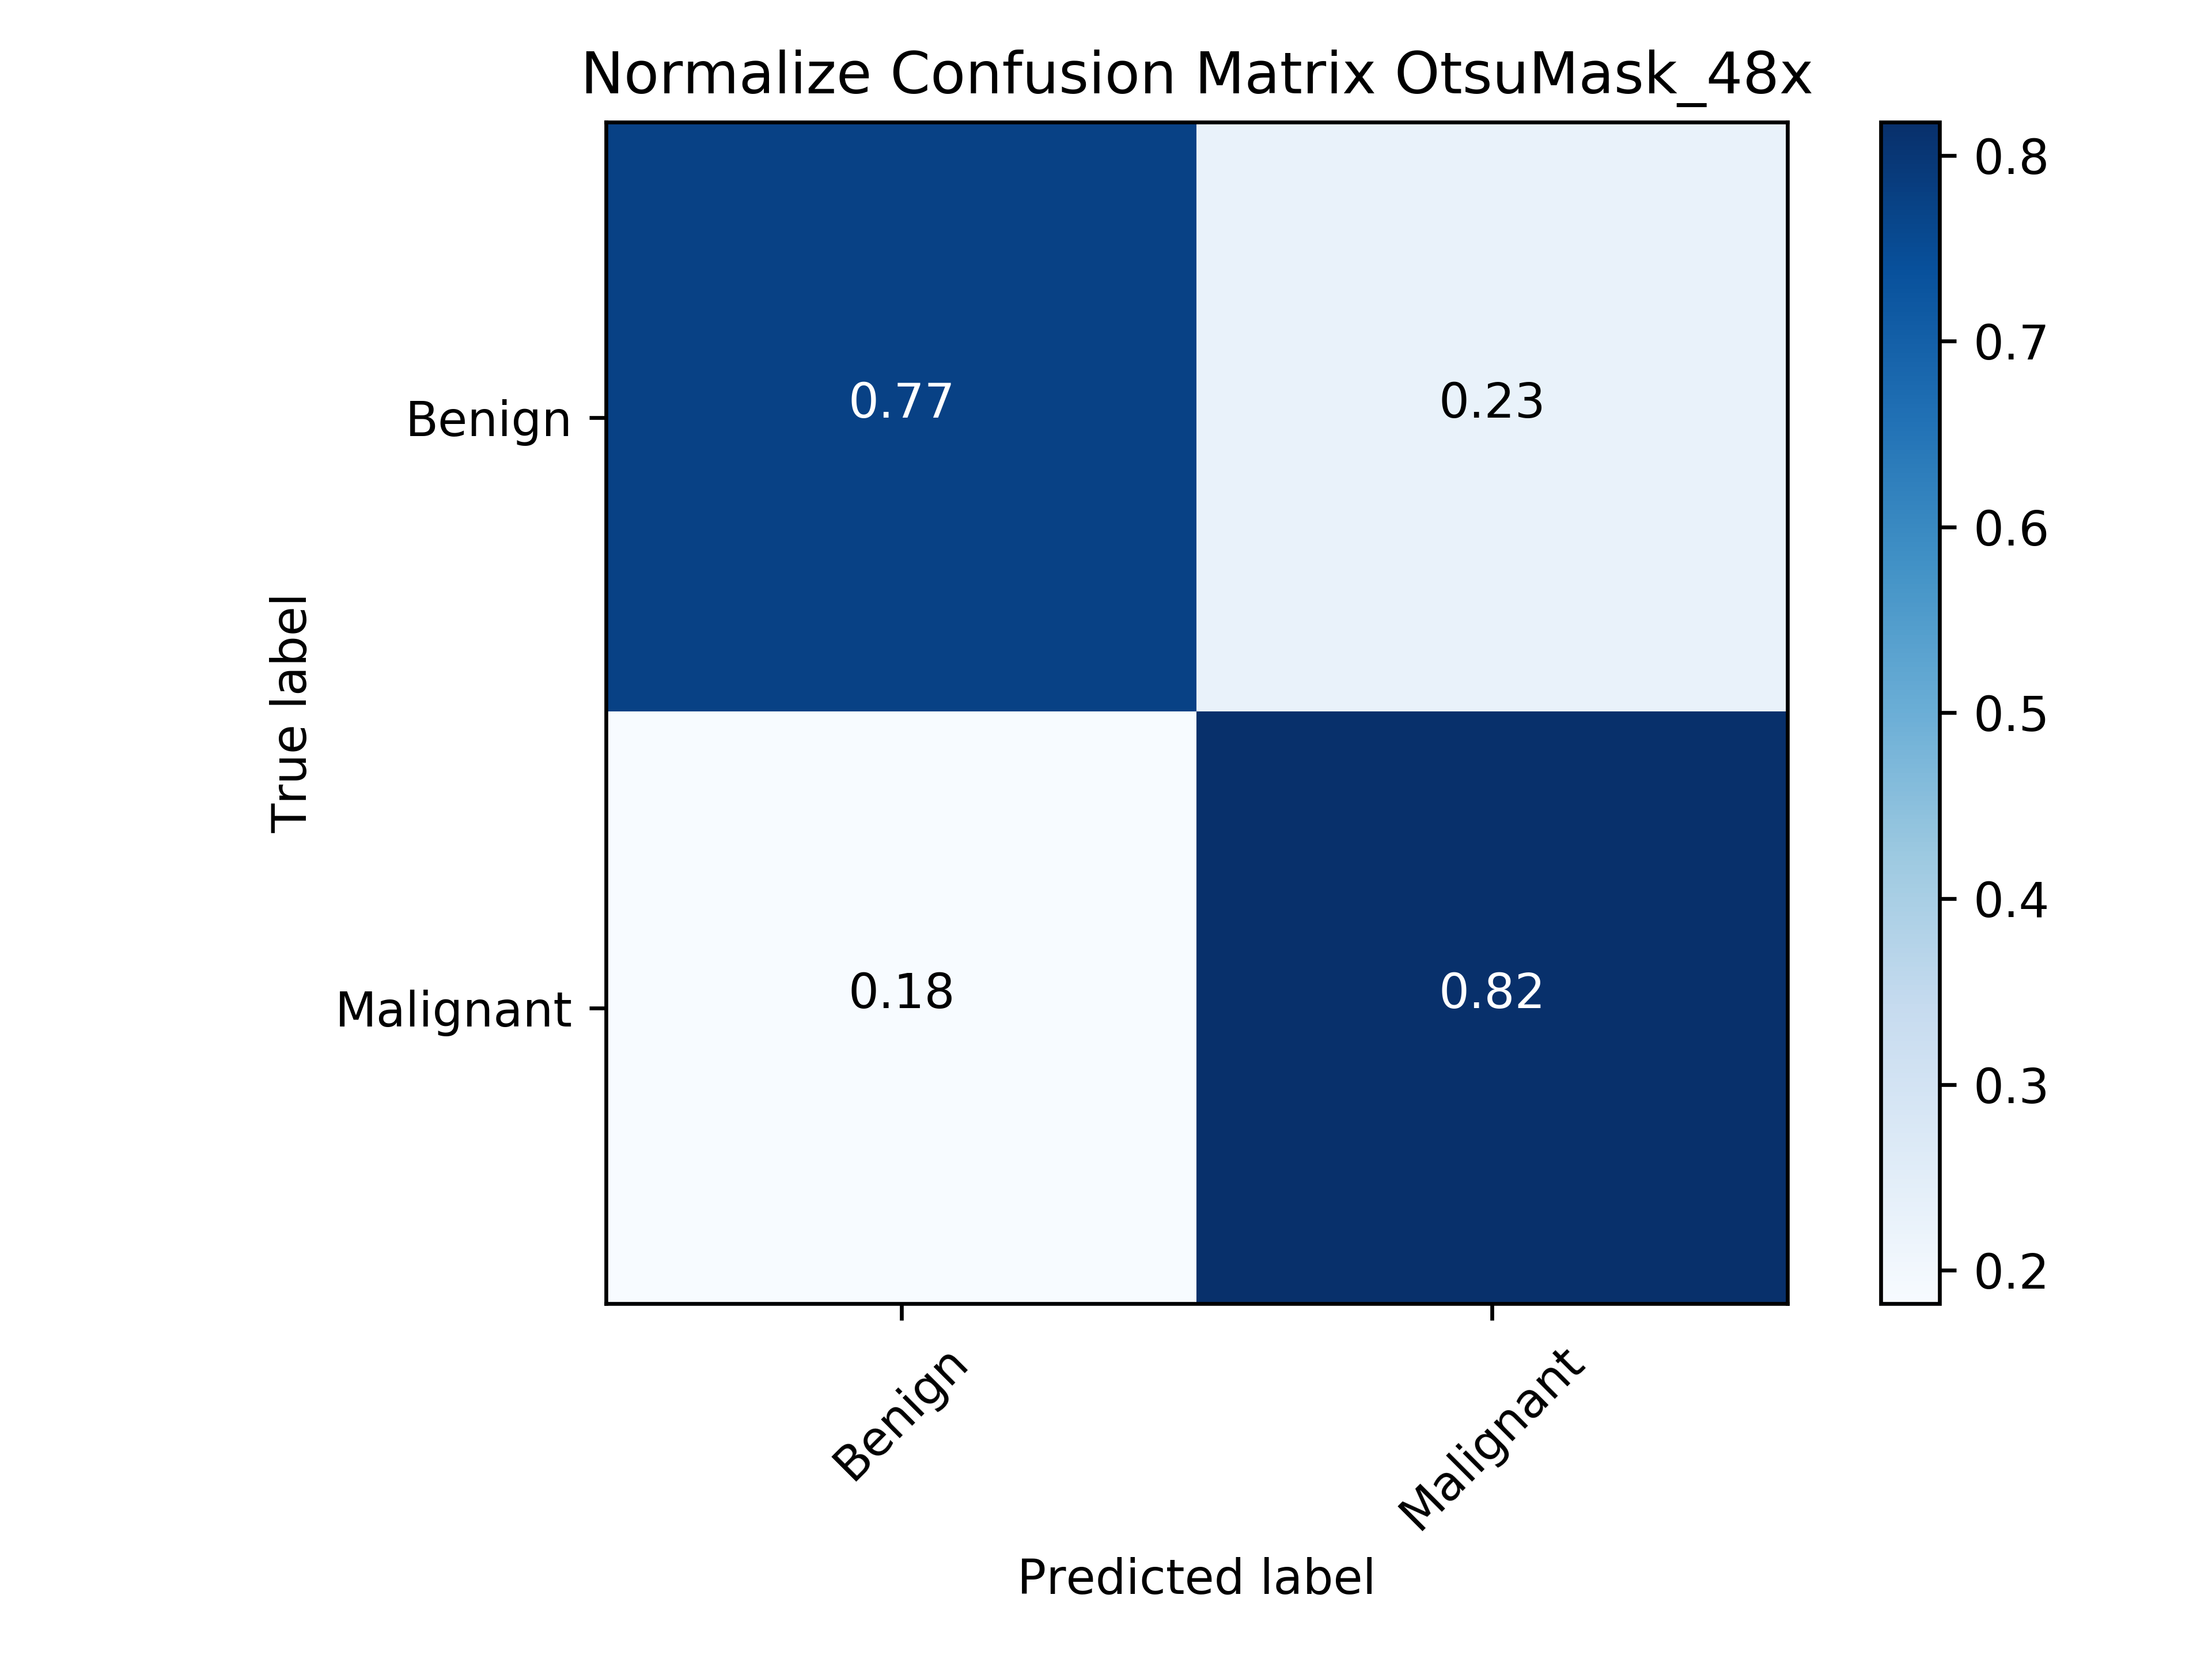 Normalize Confusion Matrix OtsuMask_48x
True label
Benign
0.77
0.23
Malignant
0.18
0.82
Benign
Malignant
Predicted label
0.8
0.7
0.6
0.5
0.4
0.3
0.2